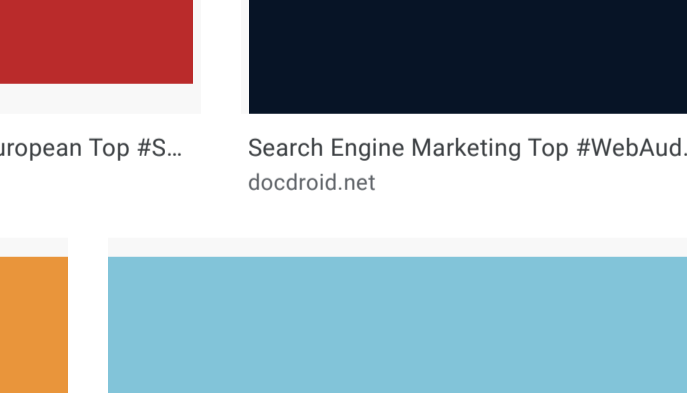 uropean Top #S...
Search Engine Marketing Top #WebAud.
docdroid.net